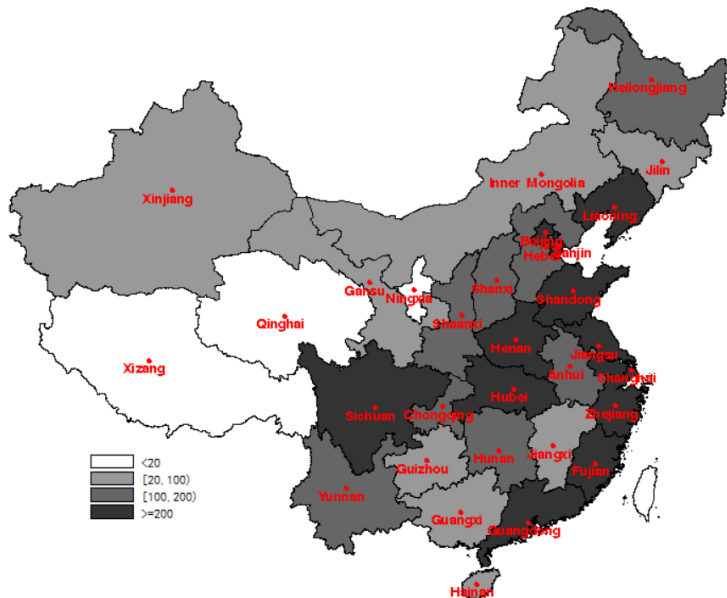 Heilongjiang
Jilin
Inner Mongolia
Xinjiang
Liaoning
Beijing
Tianjin
Hebei
Gansu
Ningxia
Shanxi
Shandong
Qinghai
Shaanxi
Henan
Jiangsu
Xizang
Anhui
Shanghai
Hubei
Sichuan
Chongqing
Zhejiang
Hunan
Jiangxi
Guizhou
Fujian
Yunnan
Guangxi
Guangdong
Hainan
<20
[20, 100)
[100, 200)
>=200